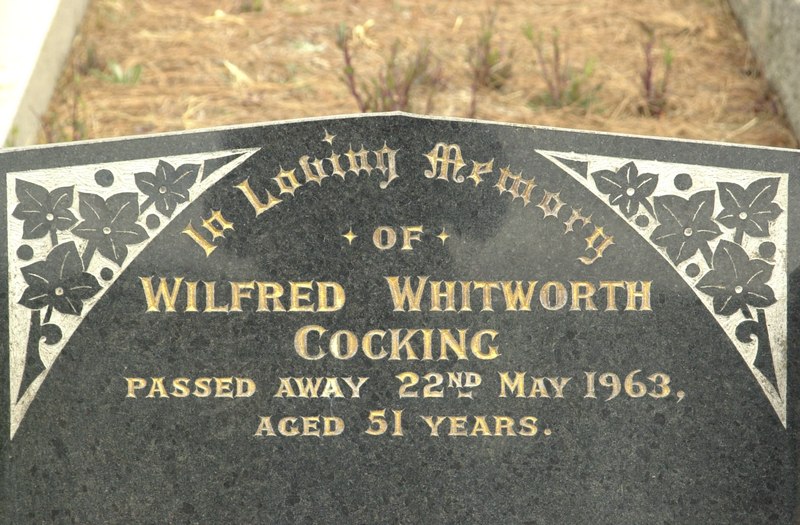 In Loving Memory
OF
WILFRED WHITWORTH
COCKING
PASSED AWAY 22ND MAY 1963,
AGED 51 YEARS.